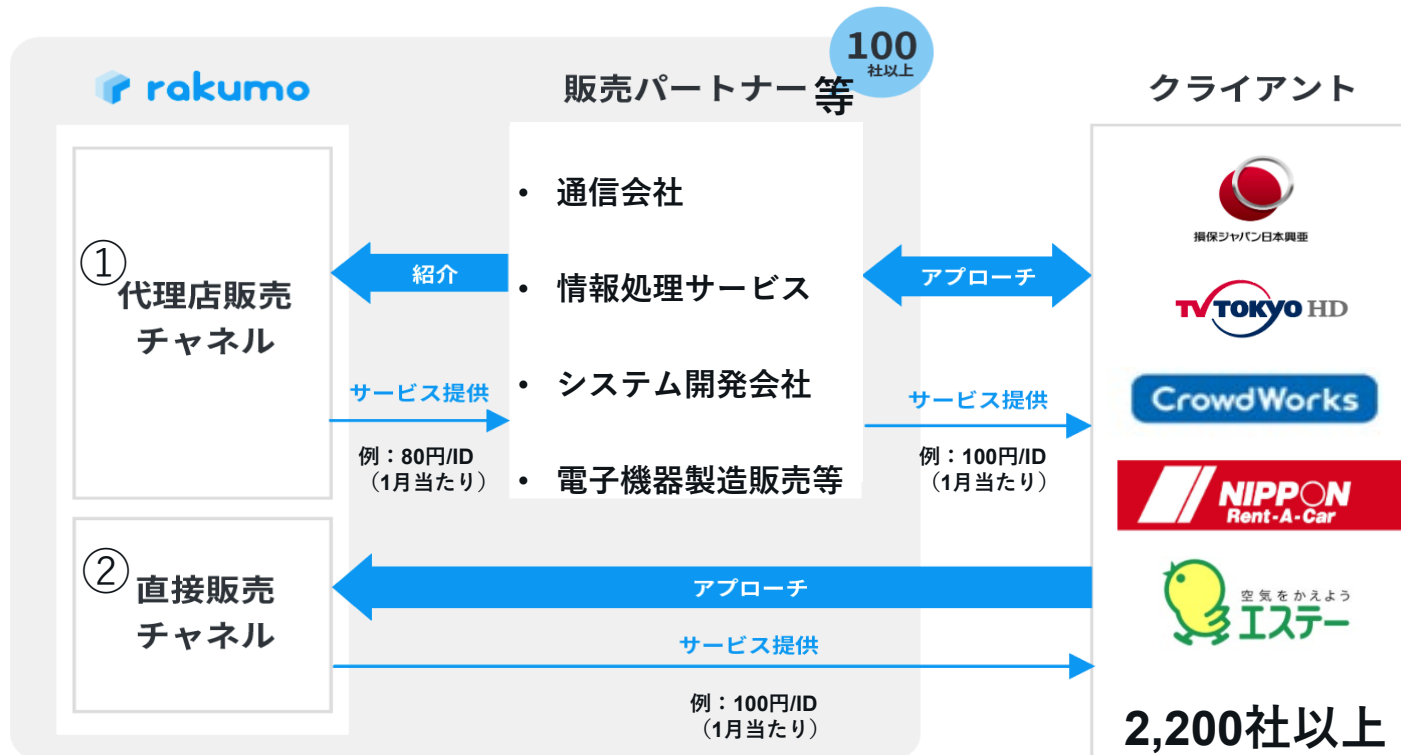 rakumo
販売パートナー等
100
社以上
クライアント
①
代理店販売
チャネル
紹介
サービス提供
例：80円/ID
（1月当たり）
• 通信会社
• 情報処理サービス
• システム開発会社
• 電子機器製造販売等
アプローチ
サービス提供
例：100円/ID
（1月当たり）
損保ジャパン日本興亜
TV TOKYO HD
CrowdWorks
NIPPON
Rent-A-Car
空気をかえよう
エステー
2,200社以上
②
直接販売
チャネル
アプローチ
サービス提供
例：100円/ID
（1月当たり）